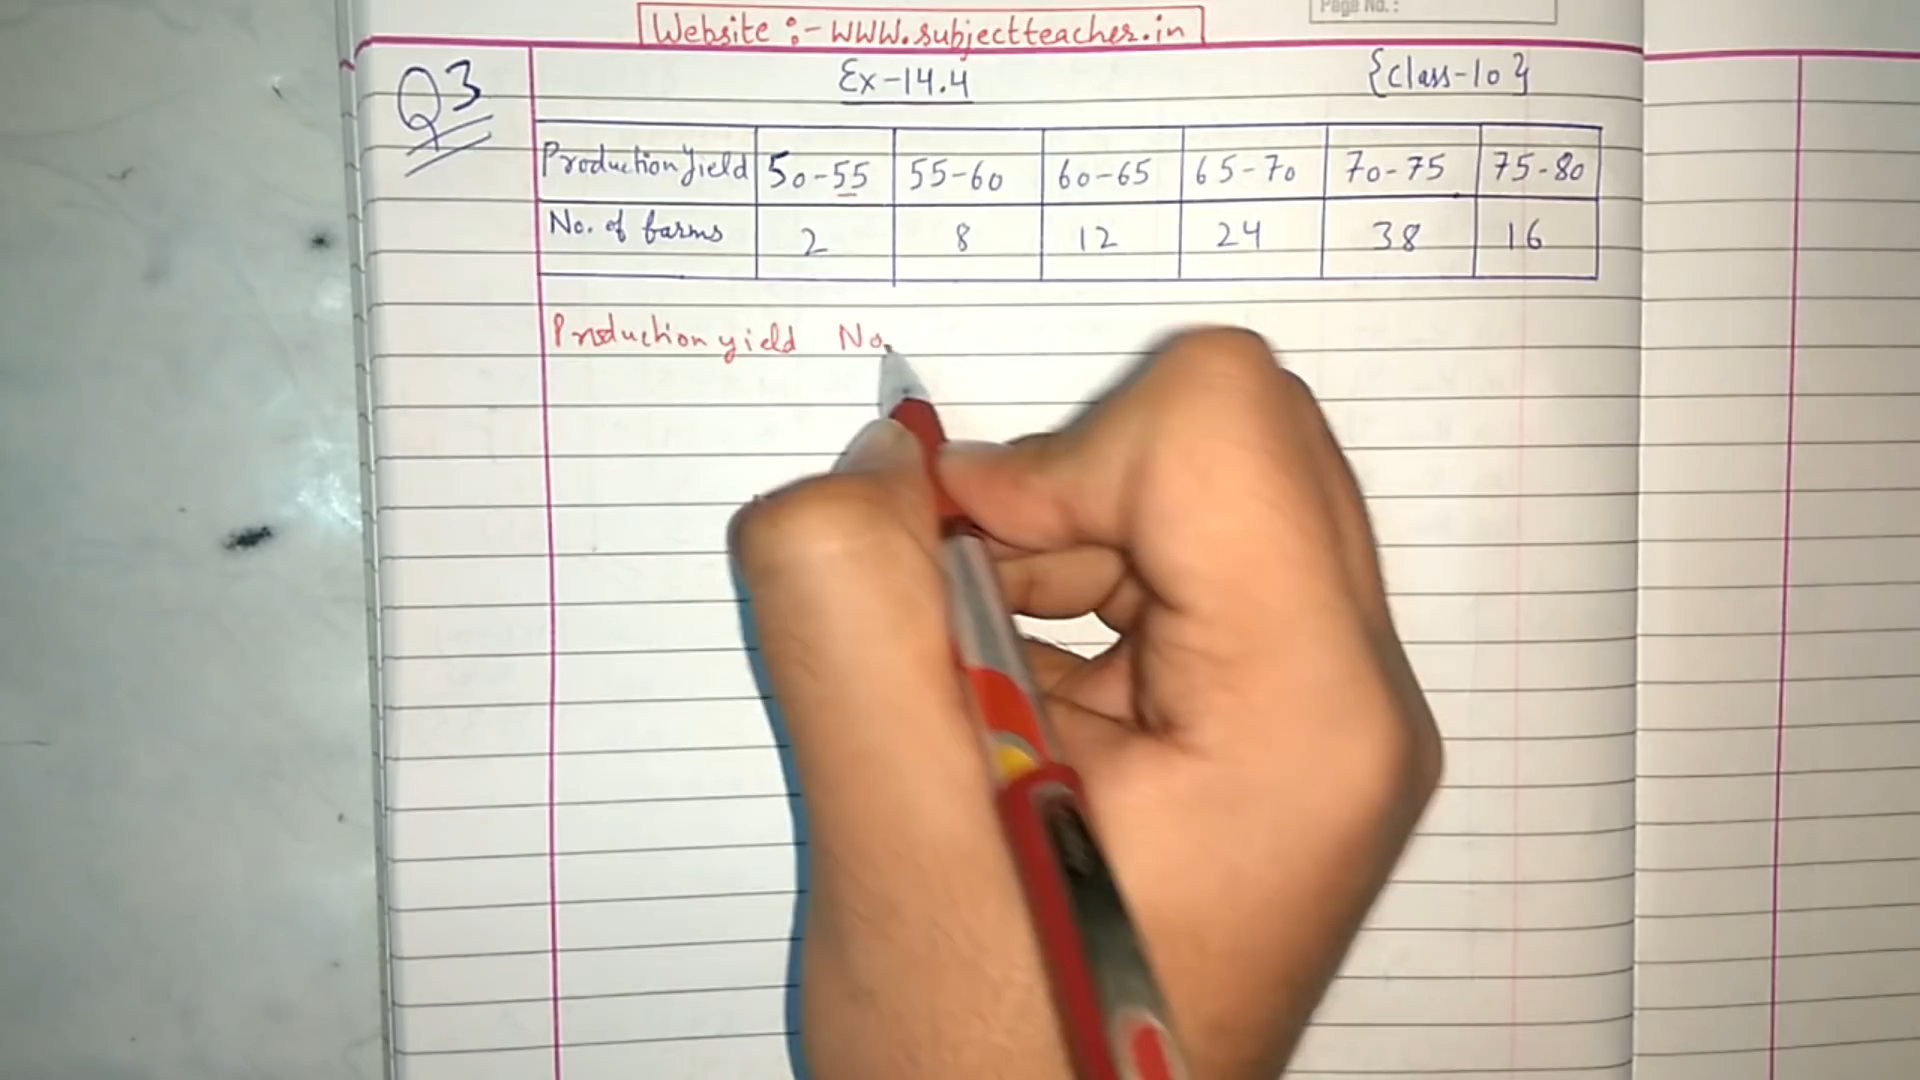 Page No. :
Website :- WWW.subjectteacher.in
Q3
Ex-14.4
{Class-10}
Production Yield 50-55 55-60 60-65 65-70 70-75 75-80
No. of farms 2 8 12 24 38 16
Production yield No.